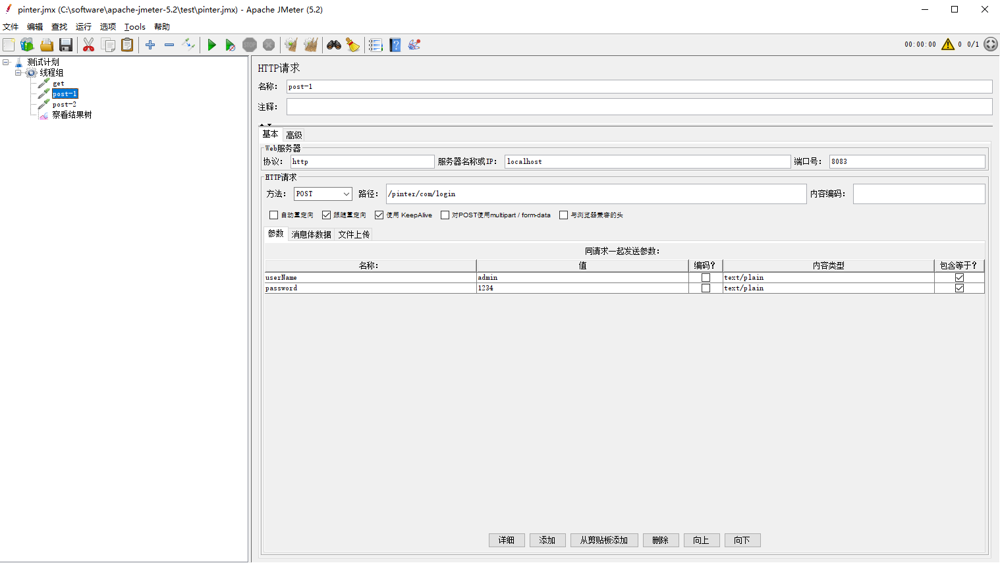 pinter.jmx (C:\software\apache-jmeter-5.2\test\pinter.jmx) - Apache JMeter (5.2)
文件 编辑 查找 运行 选项 Tools 帮助
STOP ? 00:00:00 0 0/1
测试计划
线程组
get
post-1
post-2
察看结果树
HTTP请求
名称: post-1
注释:
基本 高级
Web服务器
协议: http 服务器名称或IP: localhost 端口号: 8083
HTTP请求
方法: POST 路径: /pinter/com/login 内容编码:
自动重定向 跟随重定向 使用 KeepAlive 对POST使用multipart / form-data 与浏览器兼容的头
参数 消息体数据 文件上传
同请求一起发送参数:
名称: 值 编码? 内容类型 包含等于?
userName admin text/plain
password 1234 text/plain
详细 添加 从剪贴板添加 删除 向上 向下